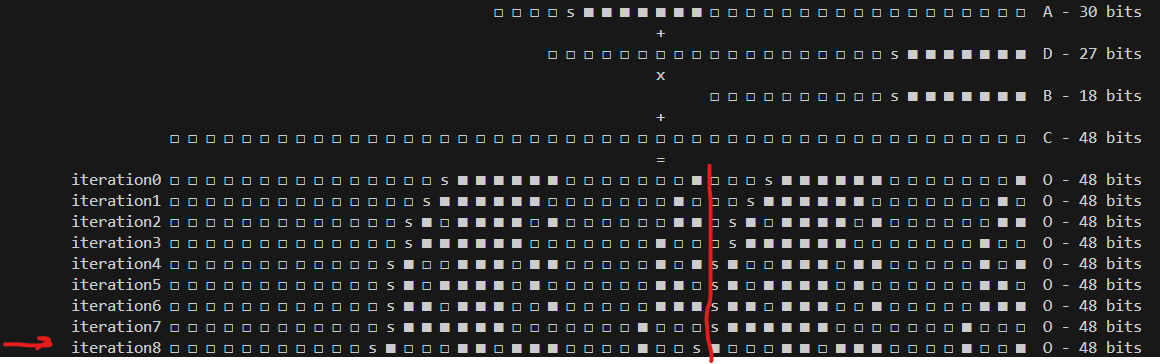 □ □ □ □ s ■ ■ ■ ■ ■ ■ ■ □ □ □ □ □ □ □ □ □ □ □ □ □ □ □ □ □ □ A - 30 bits
+
□ □ □ □ □ □ □ □ □ □ □ □ □ □ □ □ □ □ □ s ■ ■ ■ ■ ■ ■ ■ D - 27 bits
x
□ □ □ □ □ □ □ □ □ □ s ■ ■ ■ ■ ■ ■ ■ B - 18 bits
+
□ □ □ □ □ □ □ □ □ □ □ □ □ □ □ □ □ □ □ □ □ □ □ □ □ □ □ □ □ □ □ □ □ □ □ □ □ □ □ □ □ □ □ □ □ □ □ □ C - 48 bits
=
iteration0 □ □ □ □ □ □ □ □ □ □ □ □ □ □ □ s ■ ■ ■ ■ ■ ■ □ □ □ □ □ □ □ ■ □ □ □ s ■ ■ ■ ■ ■ ■ □ □ □ □ □ □ □ ■ O - 48 bits
iteration1 □ □ □ □ □ □ □ □ □ □ □ □ □ □ s ■ ■ ■ ■ ■ ■ □ □ □ □ □ □ □ ■ □ □ □ s ■ ■ ■ ■ ■ ■ □ □ □ □ □ □ □ ■ □ O - 48 bits
iteration2 □ □ □ □ □ □ □ □ □ □ □ □ □ s ■ □ ■ ■ ■ ■ □ ■ □ □ □ □ □ □ ■ ■ □ s ■ □ ■ ■ ■ ■ □ ■ □ □ □ □ □ □ ■ ■ O - 48 bits
iteration3 □ □ □ □ □ □ □ □ □ □ □ □ □ s ■ ■ ■ ■ ■ ■ □ □ □ □ □ □ □ ■ □ □ □ s ■ ■ ■ ■ ■ ■ □ □ □ □ □ □ □ ■ □ □ O - 48 bits
iteration4 □ □ □ □ □ □ □ □ □ □ □ □ s ■ □ □ ■ ■ ■ □ ■ ■ □ □ □ □ □ ■ □ ■ s ■ □ □ ■ ■ ■ □ ■ ■ □ □ □ □ □ ■ □ ■ O - 48 bits
iteration5 □ □ □ □ □ □ □ □ □ □ □ □ s ■ □ ■ ■ ■ ■ □ ■ □ □ □ □ □ □ ■ ■ □ s ■ □ ■ ■ ■ ■ □ ■ □ □ □ □ □ □ ■ ■ □ O - 48 bits
iteration6 □ □ □ □ □ □ □ □ □ □ □ □ s ■ ■ □ ■ ■ ■ □ □ ■ □ □ □ □ □ ■ ■ ■ s ■ ■ □ ■ ■ ■ □ □ ■ □ □ □ □ □ ■ ■ ■ O - 48 bits
iteration7 □ □ □ □ □ □ □ □ □ □ □ □ s ■ ■ ■ ■ ■ ■ □ □ □ □ □ □ □ ■ □ □ □ s ■ ■ ■ ■ ■ ■ □ □ □ □ □ □ □ ■ □ □ □ O - 48 bits
iteration8 □ □ □ □ □ □ □ □ □ □ □ s ■ □ □ □ ■ ■ □ ■ ■ ■ □ □ □ □ ■ □ □ s ■ □ □ □ ■ ■ □ ■ ■ ■ □ □ □ □ ■ □ □ ■ O - 48 bits